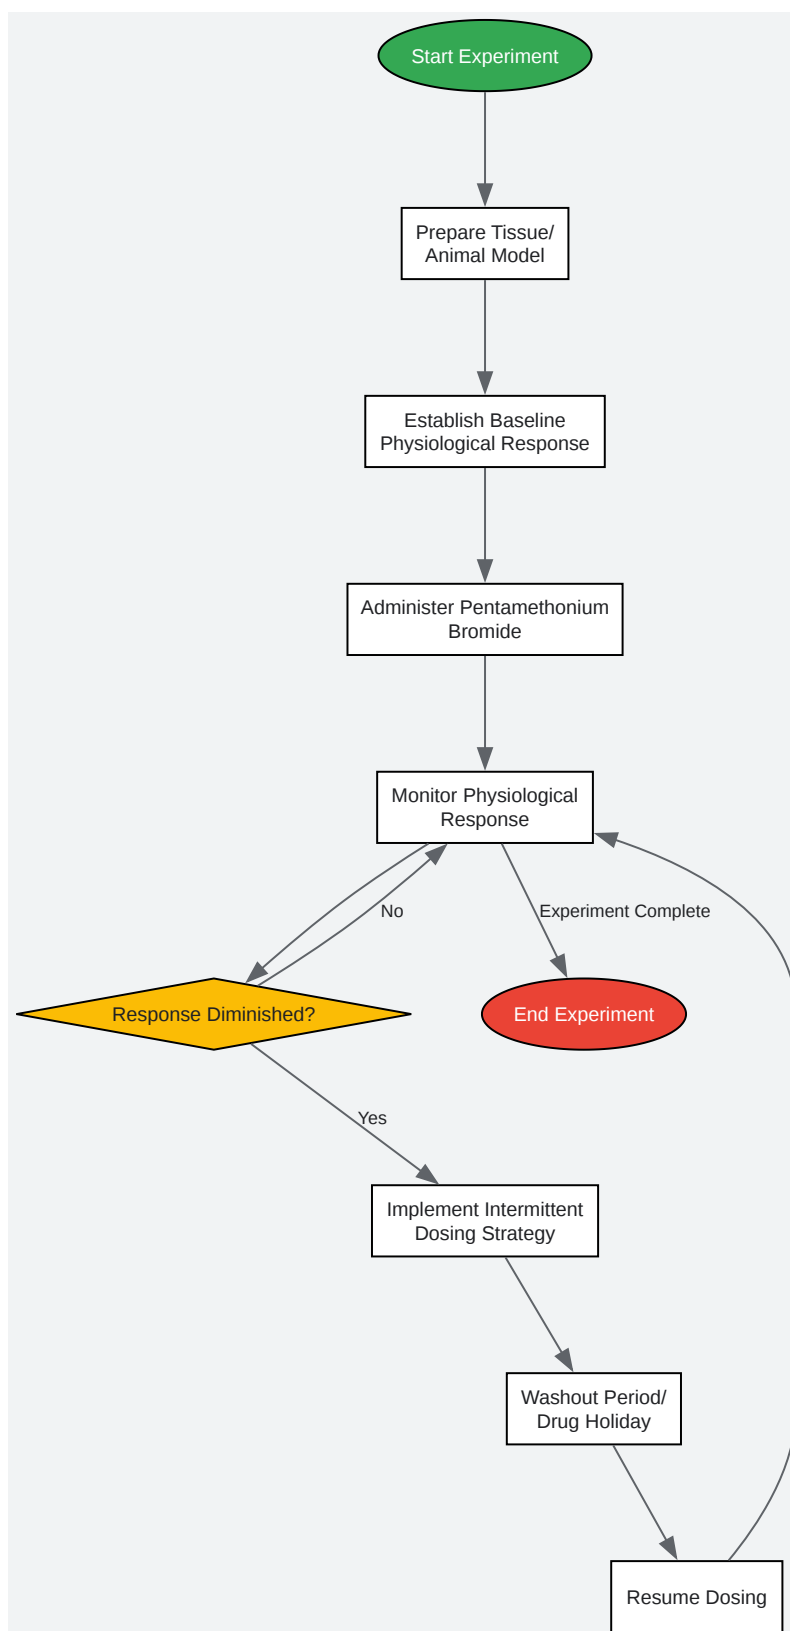 Start Experiment
Prepare Tissue/
Animal Model
Establish Baseline
Physiological Response
Administer Pentamethonium
Bromide
Monitor Physiological
Response
No
Experiment Complete
Response Diminished?
End Experiment
Yes
Implement Intermittent
Dosing Strategy
Washout Period/
Drug Holiday
Resume Dosing